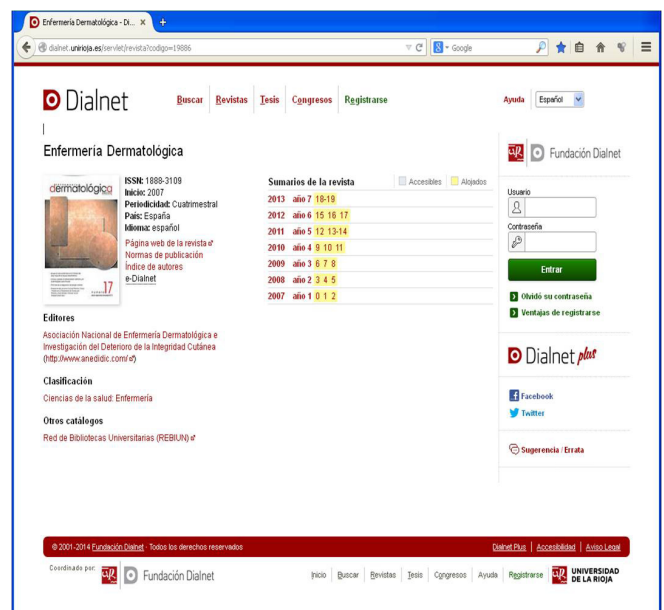 Enfermería Dermatológica - Di... ×
dialnet.unirioja.es/servlet/revista?codigo=19886
Google
Dialnet
Buscar Revistas Tesis Congresos Registrarse
Ayuda Español
Enfermería Dermatológica
dermatológica
17
ISSN: 1888-3109
Inicio: 2007
Periodicidad: Cuatrimestral
País: España
Idioma: español
Página web de la revista
Normas de publicación
Índice de autores
e-Dialnet
Editores
Asociación Nacional de Enfermería Dermatológica e
Investigación del Deterioro de la Integridad Cutánea
(http://www.anedidic.com/)
Clasificación
Ciencias de la salud: Enfermería
Otros catálogos
Red de Bibliotecas Universitarias (REBIUN)
Sumarios de la revista Accesibles Alojados
2013 año 7 18-19
2012 año 6 15 16 17
2011 año 5 12 13-14
2010 año 4 9 10 11
2009 año 3 6 7 8
2008 año 2 3 4 5
2007 año 1 0 1 2
Fundación Dialnet
Usuario
Contraseña
Entrar
Olvidó su contraseña
Ventajas de registrarse
Dialnet plus
Facebook
Twitter
Sugerencia / Errata
© 2001-2014 Fundación Dialnet · Todos los derechos reservados
Dialnet Plus Accesibilidad Aviso Legal
Coordinado por:
Fundación Dialnet
Inicio Buscar Revistas Tesis Congresos Ayuda Registrarse
UNIVERSIDAD
DE LA RIOJA